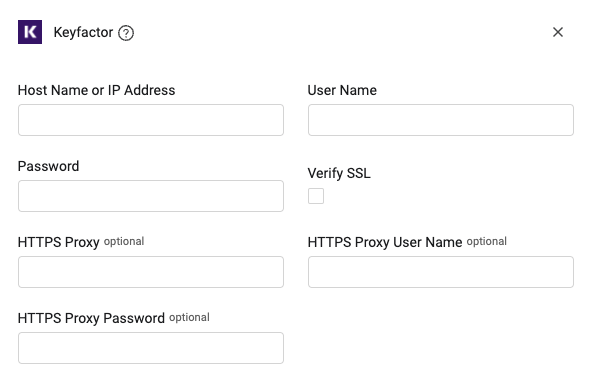 K
Keyfactor ?
Host Name or IP Address
User Name
Password
Verify SSL
HTTPS Proxy optional
HTTPS Proxy User Name optional
HTTPS Proxy Password optional